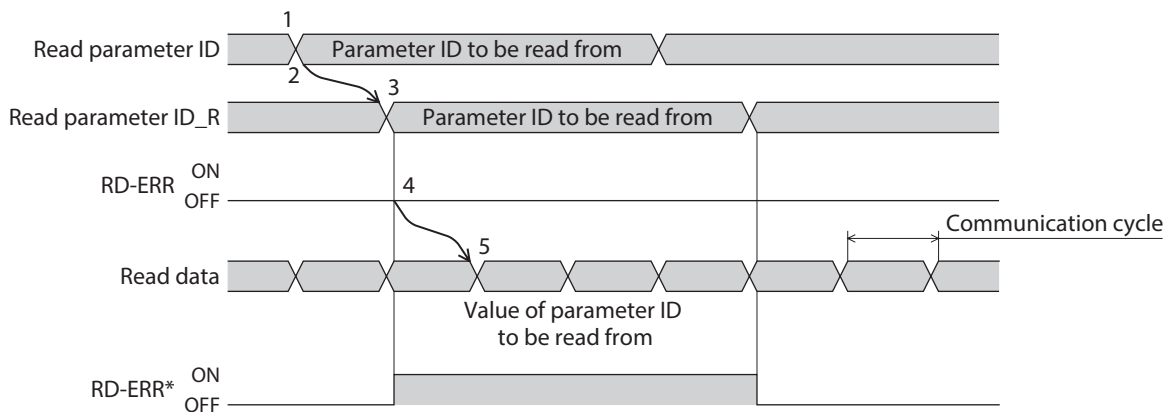 1
Read parameter ID
Parameter ID to be read from
2
3
Read parameter ID_R
Parameter ID to be read from
ON
RD-ERR
OFF
4
Communication cycle
5
Read data
Value of parameter ID
to be read from
ON
RD-ERR*
OFF